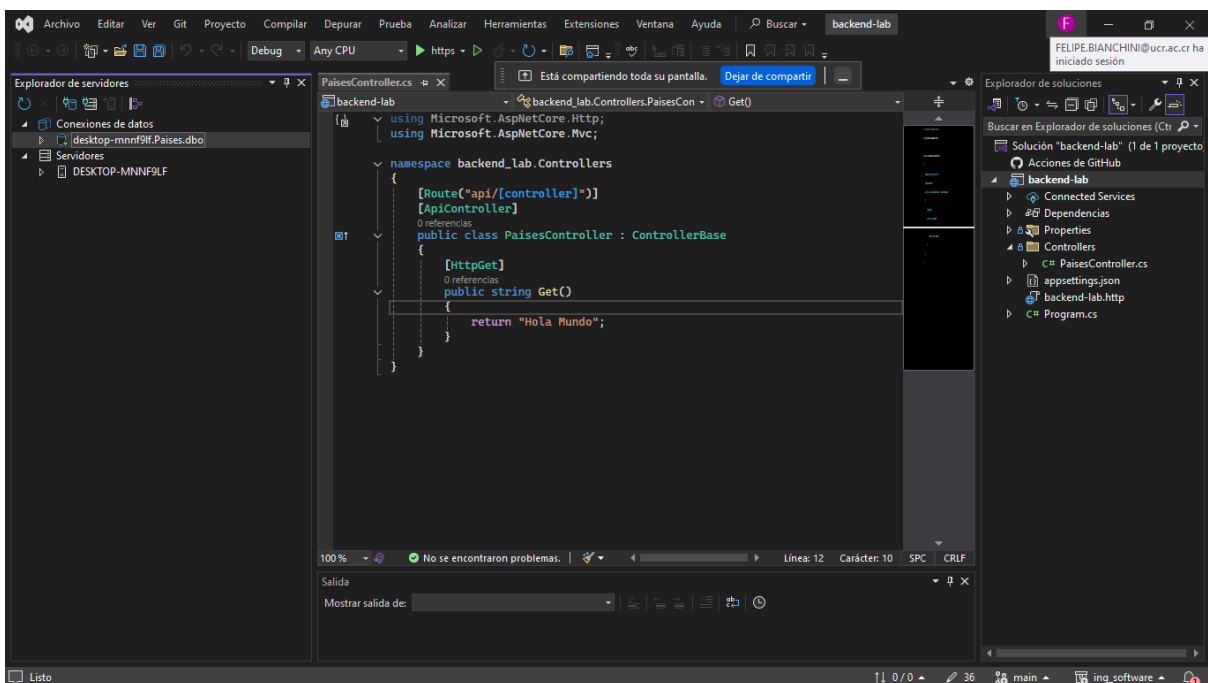 Archivo Editar Ver Git Proyecto Compilar Depurar Prueba Analizar Herramientas Extensiones Ventana Ayuda Buscar backend-lab F
Debug Any CPU https
FELIPE.BIANCHINI@ucr.ac.cr ha
iniciado sesión
Explorador de servidores
PaisesController.cs
Está compartiendo toda su pantalla. Dejar de compartir
Explorador de soluciones
backend-lab backend_lab.Controllers.PaisesCon Get()
Conexiones de datos
desktop-mnnf9lf.Paises.dbo
Servidores
DESKTOP-MNNF9LF
using Microsoft.AspNetCore.Http;
using Microsoft.AspNetCore.Mvc;
namespace backend_lab.Controllers
{
[Route("api/[controller]")]
[ApiController]
0 referencias
public class PaisesController : ControllerBase
{
[HttpGet]
0 referencias
public string Get()
{
return "Hola Mundo";
}
}
}
Buscar en Explorador de soluciones (Ctr
Solución "backend-lab" (1 de 1 proyecto
Acciones de GitHub
backend-lab
Connected Services
Dependencias
Properties
Controllers
C# PaisesController.cs
appsettings.json
backend-lab.http
C# Program.cs
100 % No se encontraron problemas. Línea: 12 Carácter: 10 SPC CRLF
Salida
Mostrar salida de:
Listo 0 / 0 36 main ing_software